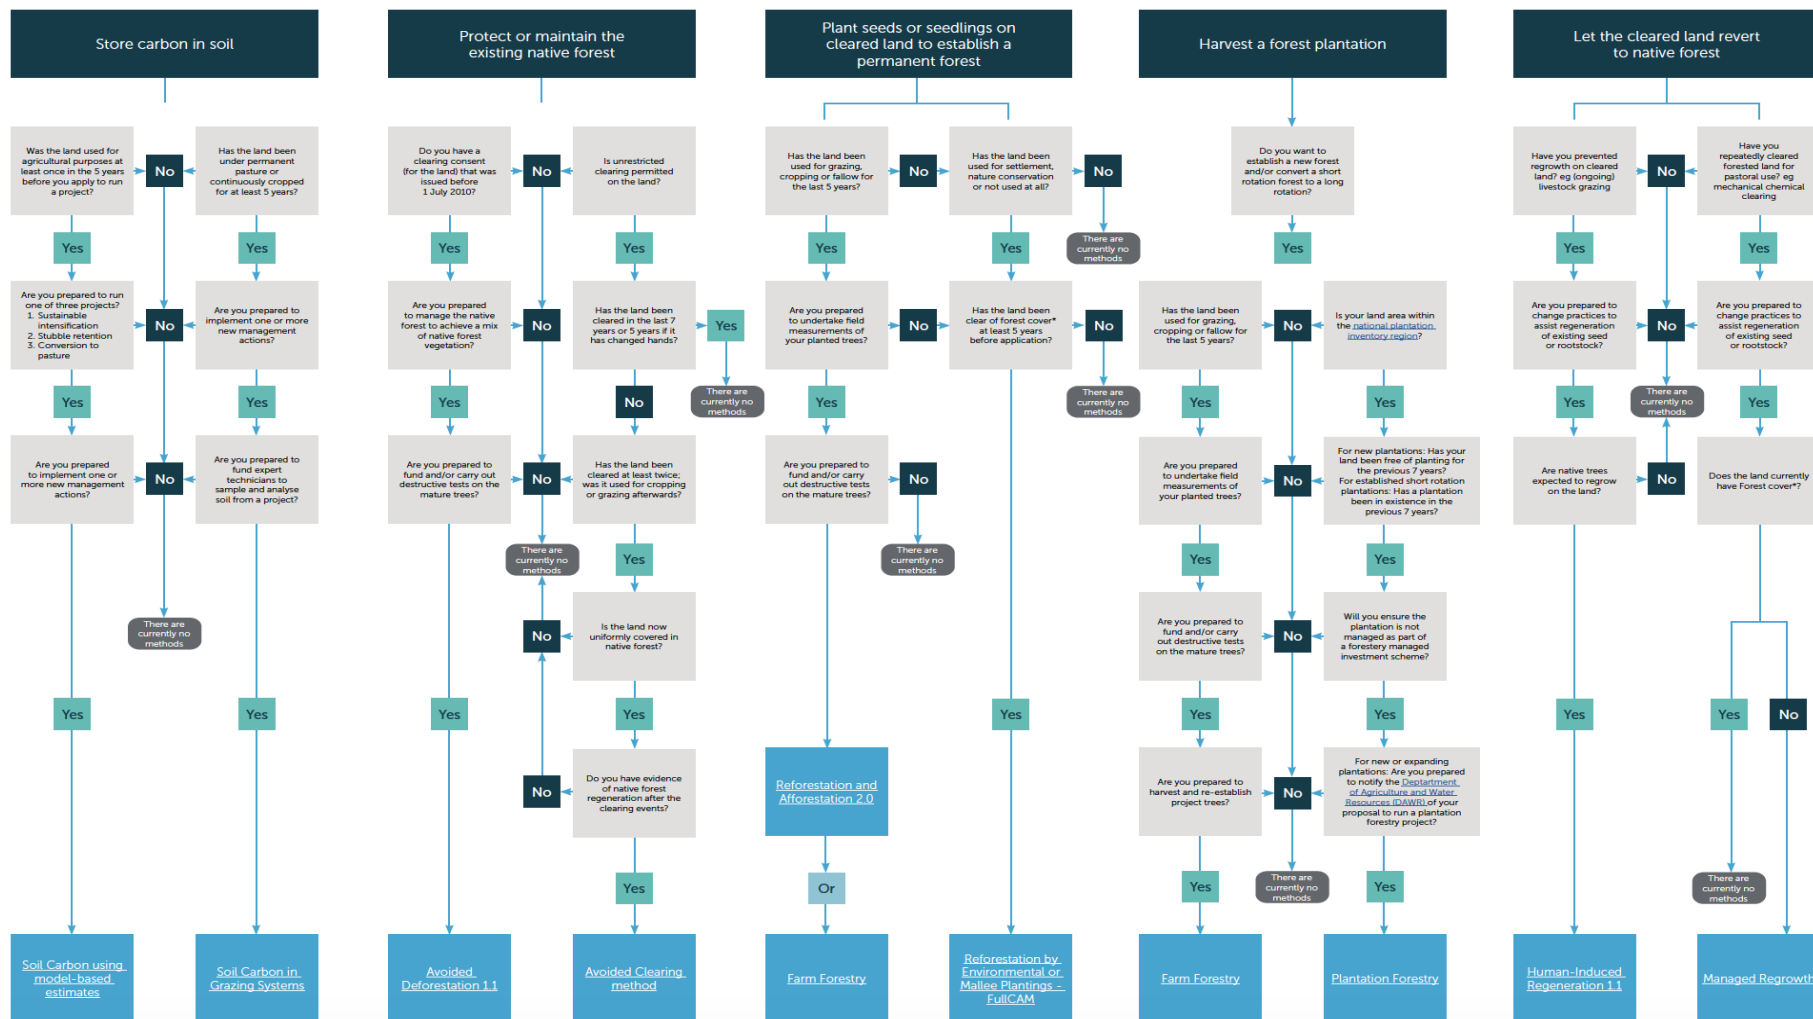 Store carbon in soil
Was the land used for
agricultural purposes at
least once in the 5 years
before you apply to run
a project?
No
Has the land been
under permanent
pasture or
continuously cropped
for at least 5 years?
Yes
Yes
Are you prepared to run
one of three projects?
1. Sustainable
intensification
2. Stubble retention
3. Conversion to
pasture
No
Are you prepared to
implement one or more
new management
actions?
Yes
Yes
Are you prepared
to implement one or
more new management
actions?
No
Are you prepared to
fund expert
technicians to
sample and analyse
soil from a project?
There are
currently no
methods
Yes
Yes
Soil Carbon using
model-based
estimates
Soil Carbon in
Grazing Systems
Protect or maintain the
existing native forest
Do you have a
clearing consent
(for the land) that was
issued before
1 July 2010?
No
Is unrestricted
clearing permitted
on the land?
Yes
Yes
Are you prepared
to manage the native
forest to achieve a mix
of native forest
vegetation?
No
Has the land been
cleared in the last 7
years or 5 years if it
has changed hands?
Yes
There are
currently no
methods
Yes
No
Are you prepared to
fund and/or carry out
destructive tests on the
mature trees?
No
Has the land been
cleared at least twice;
was it used for cropping
or grazing afterwards?
There are
currently no
methods
Yes
No
Is the land now
uniformly covered in
native forest?
Yes
Yes
No
Do you have evidence
of native forest
regeneration after the
clearing events?
Yes
Avoided
Deforestation 1.1
Avoided Clearing
method
Plant seeds or seedlings on
cleared land to establish a
permanent forest
Has the land been
used for grazing,
cropping or fallow for
the last 5 years?
No
Has the land been
used for settlement,
nature conservation
or not used at all?
No
There are
currently no
methods
Yes
Yes
Are you prepared
to undertake field
measurements of
your planted trees?
No
Has the land been
clear of forest cover*
at least 5 years
before application?
No
There are
currently no
methods
Yes
Are you prepared to
fund and/or carry
out destructive tests
on the mature trees?
No
There are
currently no
methods
Yes
Reforestation and
Afforestation 2.0
Or
Farm Forestry
Reforestation by
Environmental or
Mallee Plantings -
FullCAM
Harvest a forest plantation
Do you want to
establish a new forest
and/or convert a short
rotation forest to a long
rotation?
Yes
Has the land been
used for grazing,
cropping or fallow for
the last 5 years?
No
Is your land area within
the national plantation
inventory region?
Yes
Yes
Are you prepared
to undertake field
measurements of
your planted trees?
No
For new plantations: Has your
land been free of planting for
the previous 7 years?
For established short rotation
plantations: Has a plantation
been in existence in the
previous 7 years?
Yes
Yes
Are you prepared to
fund and/or carry
out destructive tests
on the mature trees?
No
Will you ensure the
plantation is not
managed as part of
a forestery managed
investment scheme?
Yes
Yes
Are you prepared to
harvest and re-establish
project trees?
No
For new or expanding
plantations: Are you prepared
to notify the Deptartment
of Agriculture and Water
Resources (DAWR) of your
proposal to run a plantation
forestry project?
Yes
There are
currently no
methods
Yes
Farm Forestry
Plantation Forestry
Let the cleared land revert
to native forest
Have you prevented
regrowth on cleared
land? eg (ongoing)
livestock grazing
No
Have you
repeatedly cleared
forested land for
pastoral use? eg
mechanical chemical
clearing
Yes
Yes
Are you prepared to
change practices to
assist regeneration
of existing seed
or rootstock?
No
Are you prepared to
change practices to
assist regeneration
of existing seed
or rootstock?
Yes
There are
currently no
methods
Yes
Are native trees
expected to regrow
on the land?
No
Does the land currently
have Forest cover*?
Yes
Yes
No
There are
currently no
methods
Human-Induced
Regeneration 1.1
Managed Regrowth